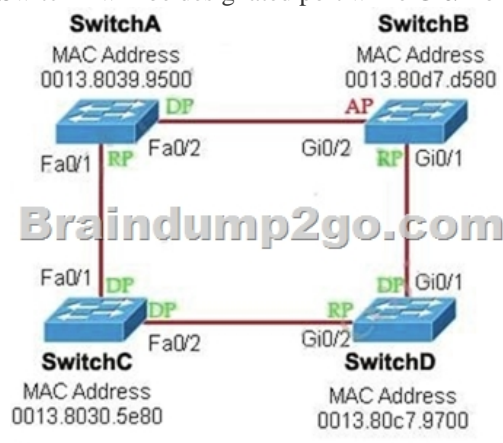 SwitchA
MAC Address
0013.8039.9500
SwitchB
MAC Address
0013.80d7.d580
DP
AP
Fa0/1
RP
Fa0/2
Gi0/2
RP
Gi0/1
Braindump2go.com
Fa0/1
DP
DP
Gi0/1
DP
Fa0/2
RP
Gi0/2
SwitchC
MAC Address
0013.8030.5e80
SwitchD
MAC Address
0013.80c7.9700